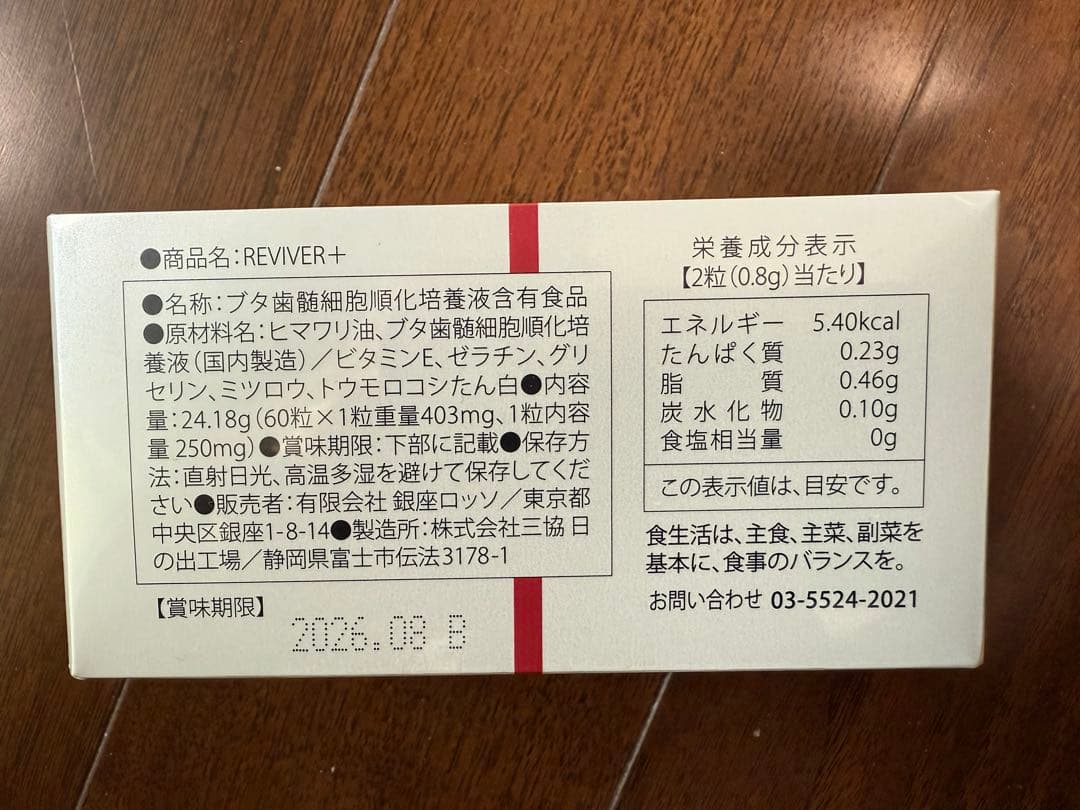 ●商品名：REVIVER＋
●名称：ブタ歯髄細胞順化培養液含有食品
●原材料名：ヒマワリ油、ブタ歯髄細胞順化培
養液（国内製造）／ビタミンE、ゼラチン、グリ
セリン、ミツロウ、トウモロコシたん白●内容
量：24.18g（60粒×1粒重量403mg、1粒内容
量 250mg）●賞味期限：下部に記載●保存方
法：直射日光、高温多湿を避けて保存してくだ
さい●販売者：有限会社 銀座ロッソ／東京都
中央区銀座1-8-14●製造所：株式会社三協 日
の出工場／静岡県富士市伝法3178-1
【賞味期限】
2026.08 B
栄養成分表示
【2粒（0.8g）当たり】
エネルギー 5.40kcal
たんぱく質 0.23g
脂質 0.46g
炭水化物 0.10g
食塩相当量 0g
この表示値は、目安です。
食生活は、主食、主菜、副菜を
基本に、食事のバランスを。
お問い合わせ 03-5524-2021